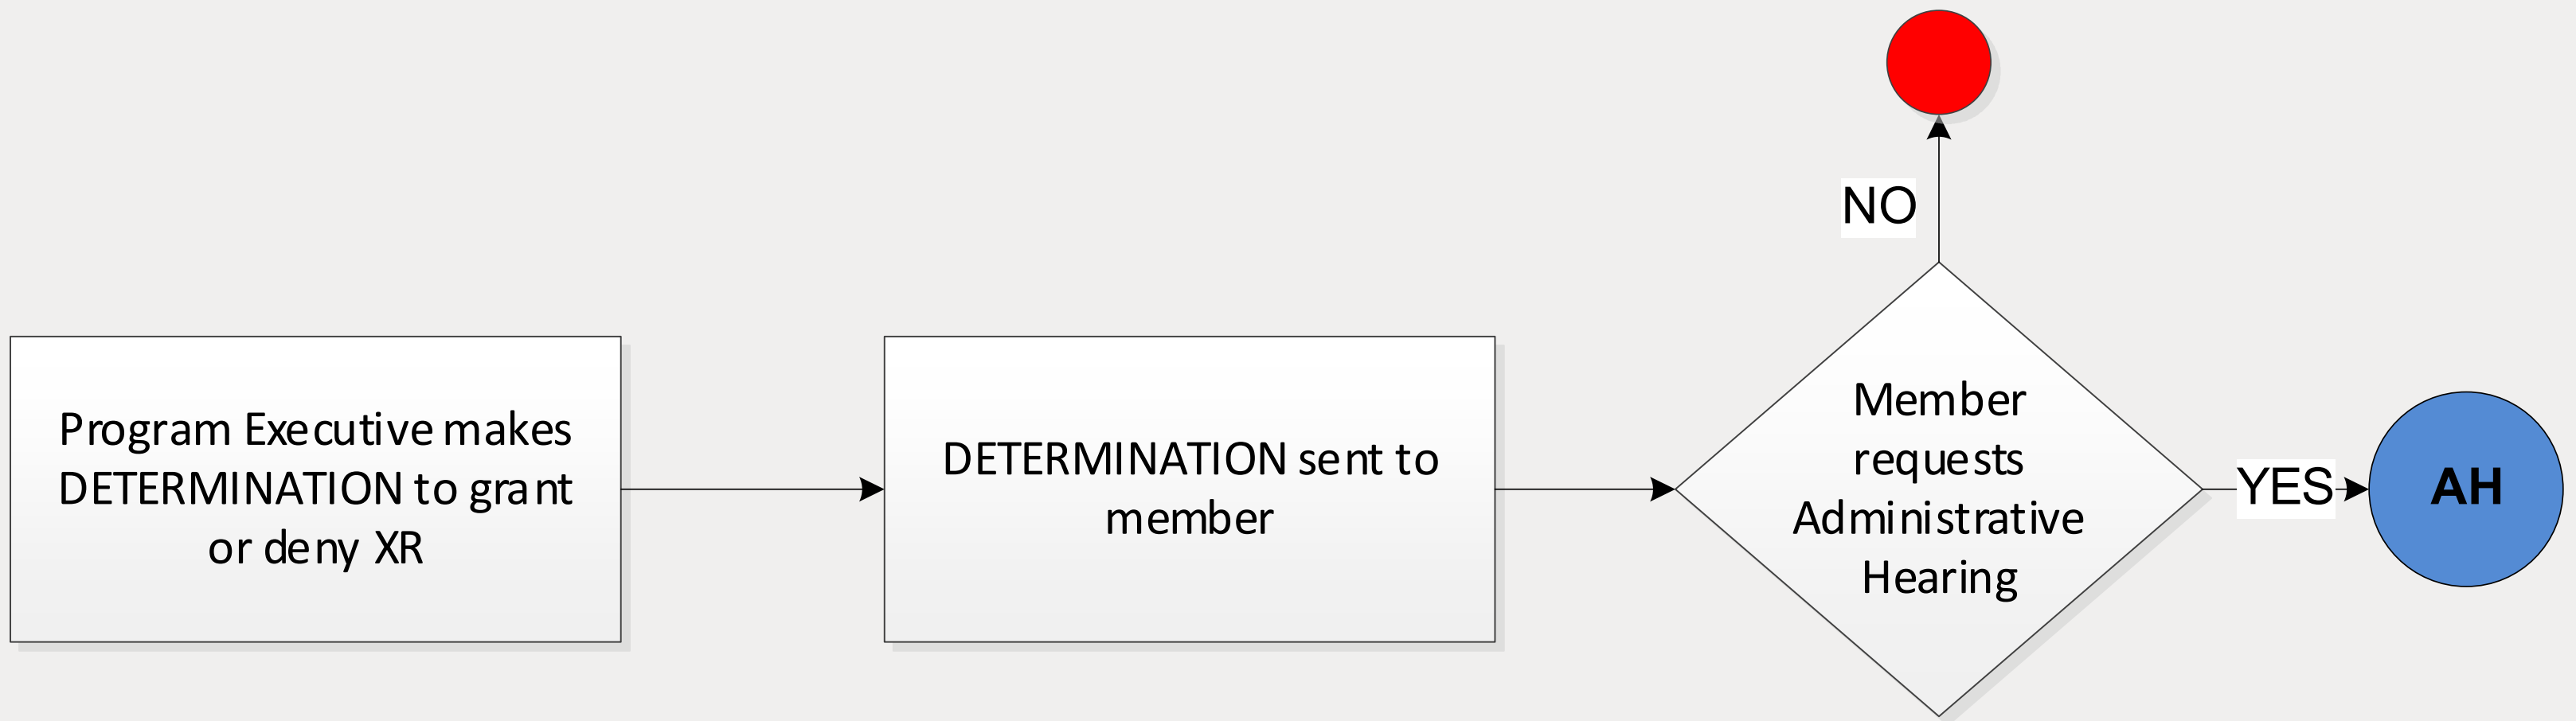 Program Executive makes
DETERMINATION to grant
or deny XR
DETERMINATION sent to
member
Member
requests
Administrative
Hearing
NO
YES
AH